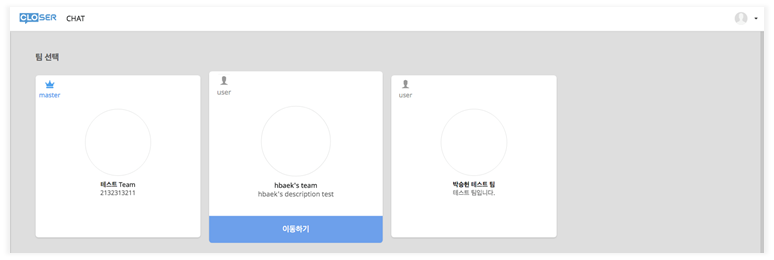 CLOSER CHAT
팀 선택
master
테스트 Team
2132313211
user
hbaek's team
hbaek's description test
이동하기
user
박승현 테스트 팀
테스트 팀입니다.